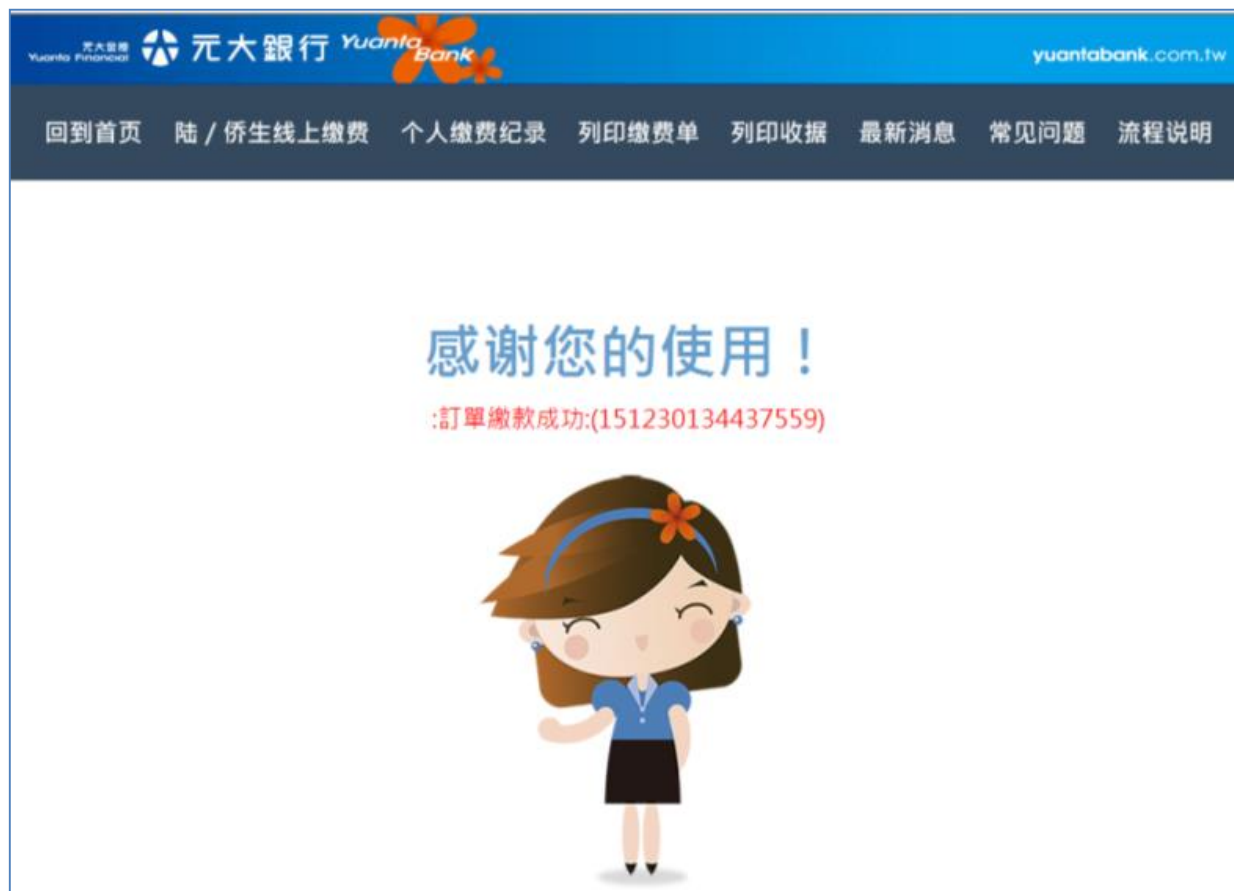 元大金控 Yuanta Financial 元大銀行 Yuanta Bank yuantabank.com.tw
回到首页 陆 / 侨生线上缴费 个人缴费纪录 列印缴费单 列印收据 最新消息 常见问题 流程说明
感谢您的使用！
:訂單繳款成功:(151230134437559)